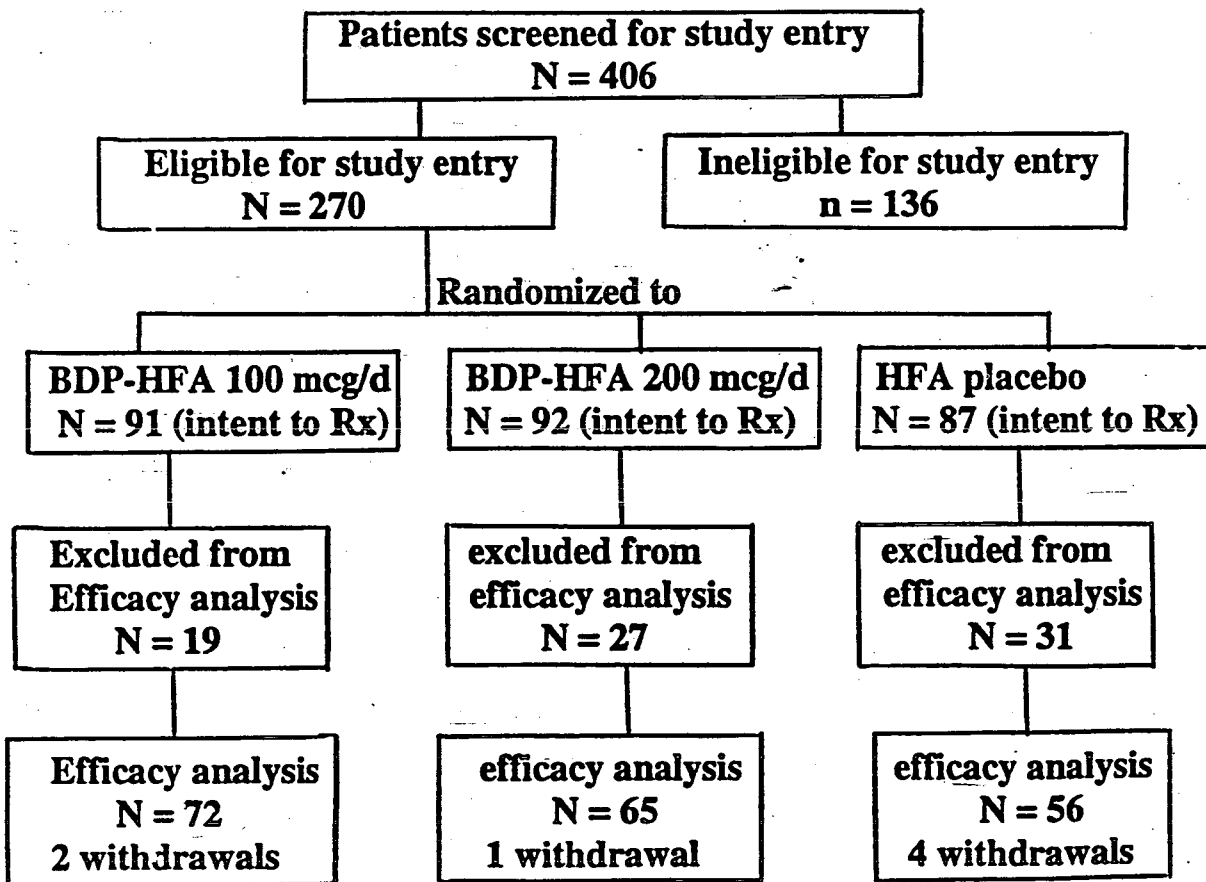 Patients screened for study entry
N = 406
Eligible for study entry
N = 270
Ineligible for study entry
n = 136
Randomized to
BDP-HFA 100 mcg/d
N = 91 (intent to Rx)
BDP-HFA 200 mcg/d
N = 92 (intent to Rx)
HFA placebo
N = 87 (intent to Rx)
Excluded from
Efficacy analysis
N = 19
excluded from
efficacy analysis
N = 27
excluded from
efficacy analysis
N = 31
Efficacy analysis
N = 72
2 withdrawals
efficacy analysis
N = 65
1 withdrawal
efficacy analysis
N = 56
4 withdrawals